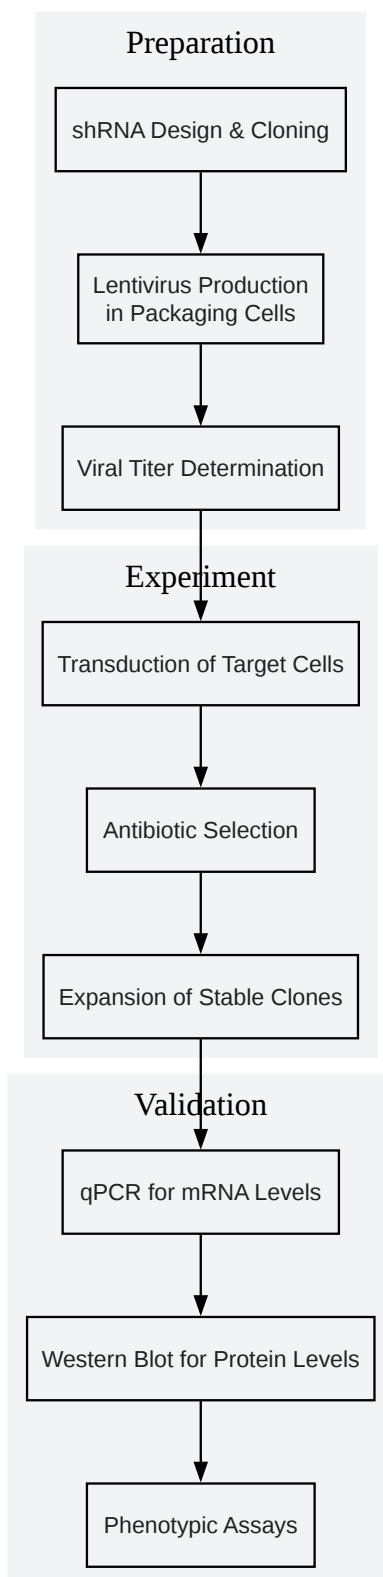 Preparation
shRNA Design & Cloning
Lentivirus Production
in Packaging Cells
Viral Titer Determination
Experiment
Transduction of Target Cells
Antibiotic Selection
Expansion of Stable Clones
Validation
qPCR for mRNA Levels
Western Blot for Protein Levels
Phenotypic Assays